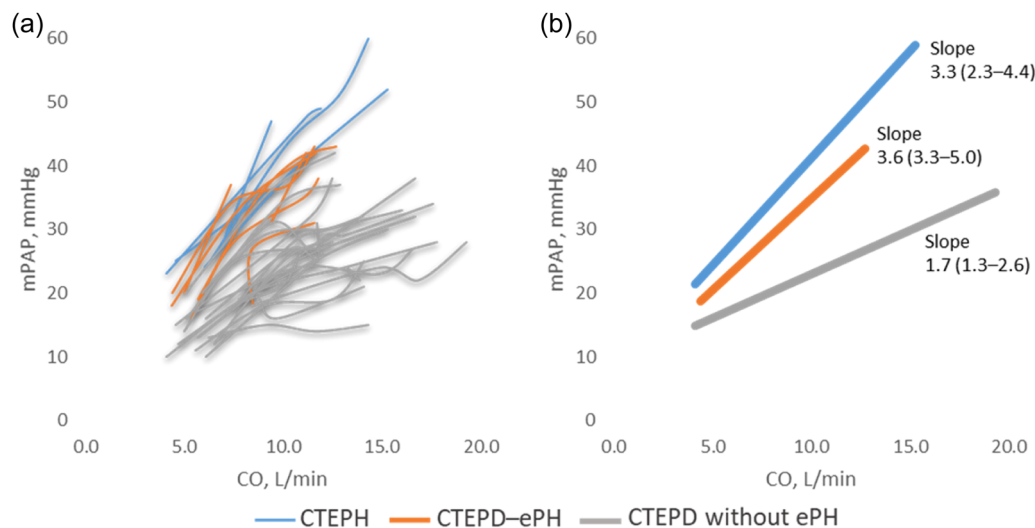 (a)
(b)
60
50
40
30
20
10
0
mPAP, mmHg
0.0
5.0
10.0
15.0
20.0
CO, L/min
60
50
40
30
20
10
0
mPAP, mmHg
Slope
3.3 (2.3–4.4)
Slope
3.6 (3.3–5.0)
Slope
1.7 (1.3–2.6)
0.0
5.0
10.0
15.0
20.0
CO, L/min
CTEPH
CTEPD–ePH
CTEPD without ePH